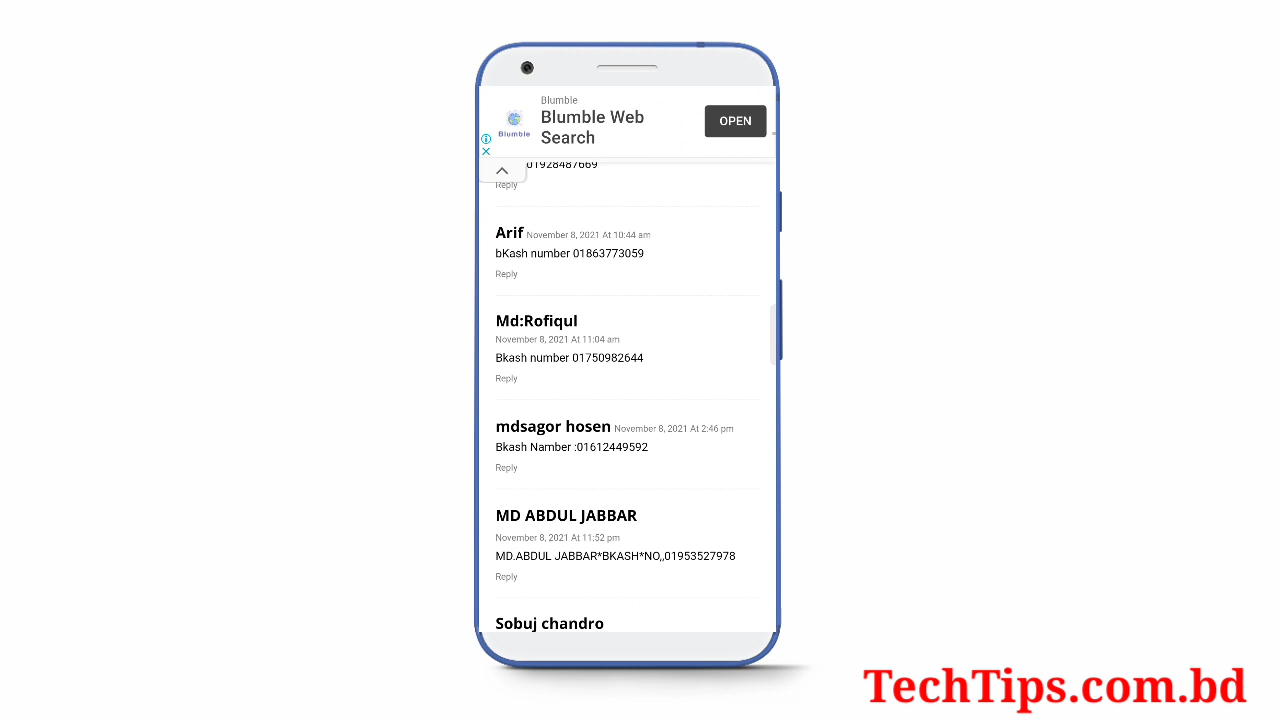 Blumble
Blumble Web
Search
OPEN
Blumble
01928487669
Reply
Arif November 8, 2021 At 10:44 am
bKash number 01863773059
Reply
Md:Rofiqul
November 8, 2021 At 11:04 am
Bkash number 01750982644
Reply
mdsagor hosen November 8, 2021 At 2:46 pm
Bkash Namber :01612449592
Reply
MD ABDUL JABBAR
November 8, 2021 At 11:52 pm
MD.ABDUL JABBAR*BKASH*NO,,01953527978
Reply
Sobuj chandro
TechTips.com.bd